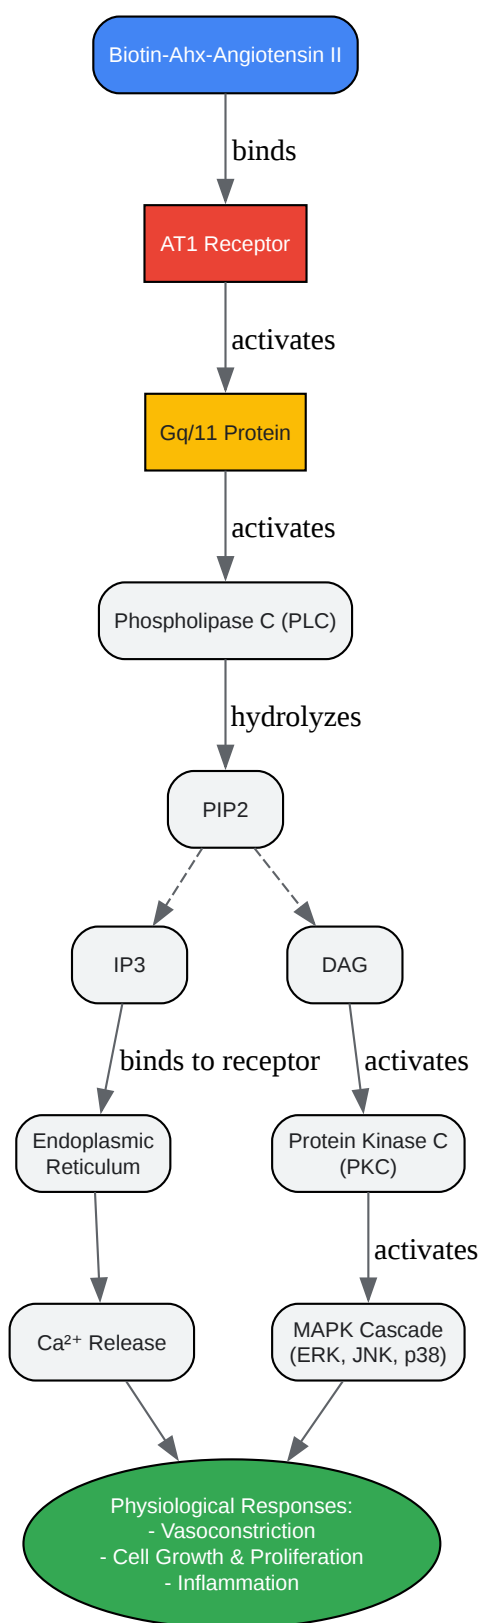 Biotin-Ahx-Angiotensin II
binds
AT1 Receptor
activates
Gq/11 Protein
activates
Phospholipase C (PLC)
hydrolyzes
PIP2
IP3
DAG
binds to receptor
activates
Endoplasmic
Reticulum
Protein Kinase C
(PKC)
activates
Ca²⁺ Release
MAPK Cascade
(ERK, JNK, p38)
Physiological Responses:
- Vasoconstriction
- Cell Growth & Proliferation
- Inflammation